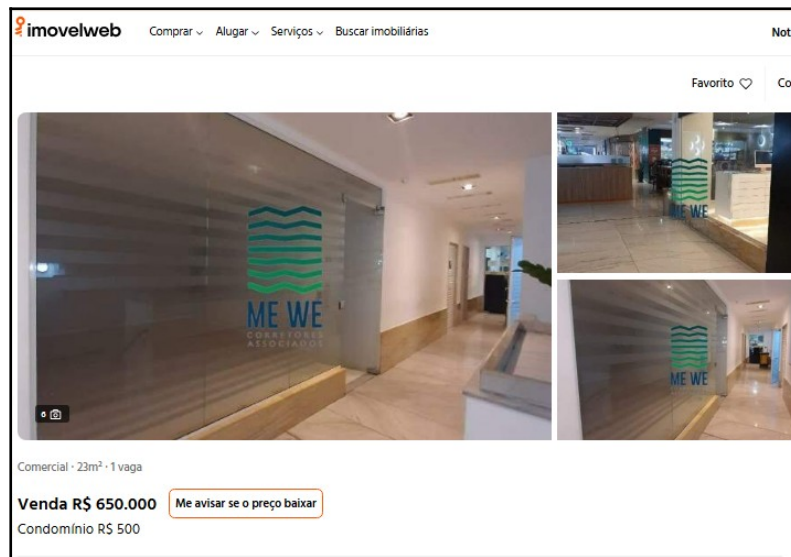 imovelweb
Comprar
Alugar
Serviços
Buscar imobiliárias
Not
Favorito
Co
ME WE
CORRETORES
ASSOCIADOS
6
ME WE
ME WE
Comercial · 23m² · 1 vaga
Venda R$ 650.000
Me avisar se o preço baixar
Condomínio R$ 500